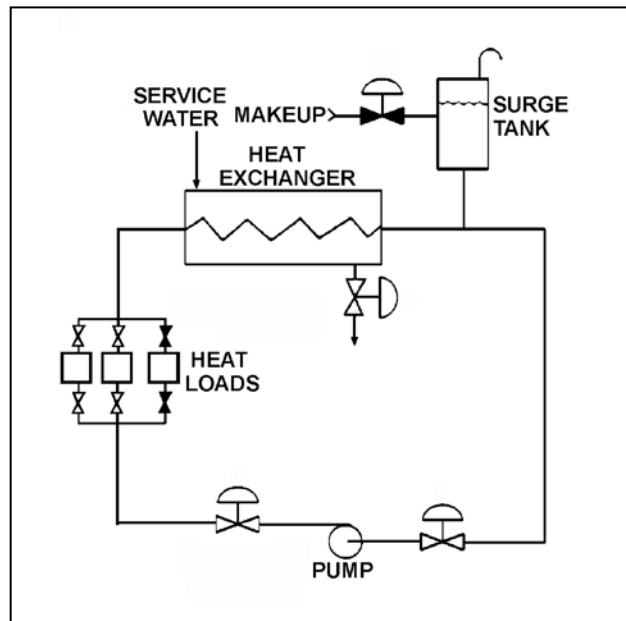 SERVICE
WATER
MAKEUP
SURGE
TANK
HEAT
EXCHANGER
HEAT
LOADS
PUMP